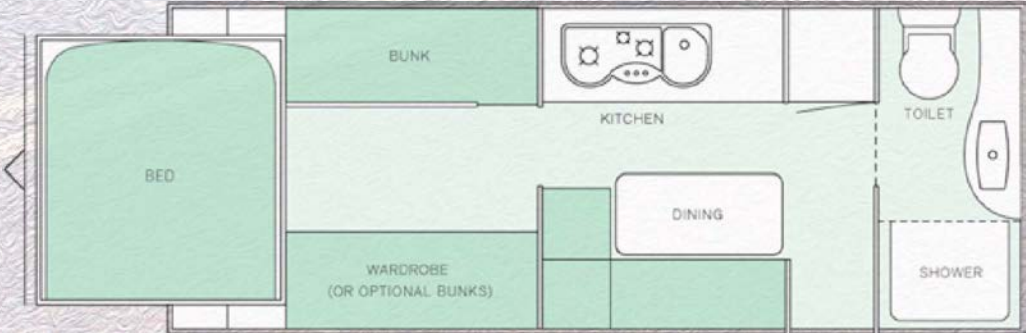 BUNK
KITCHEN
TOILET
BED
DINING
WARDROBE
(OR OPTIONAL BUNKS)
SHOWER